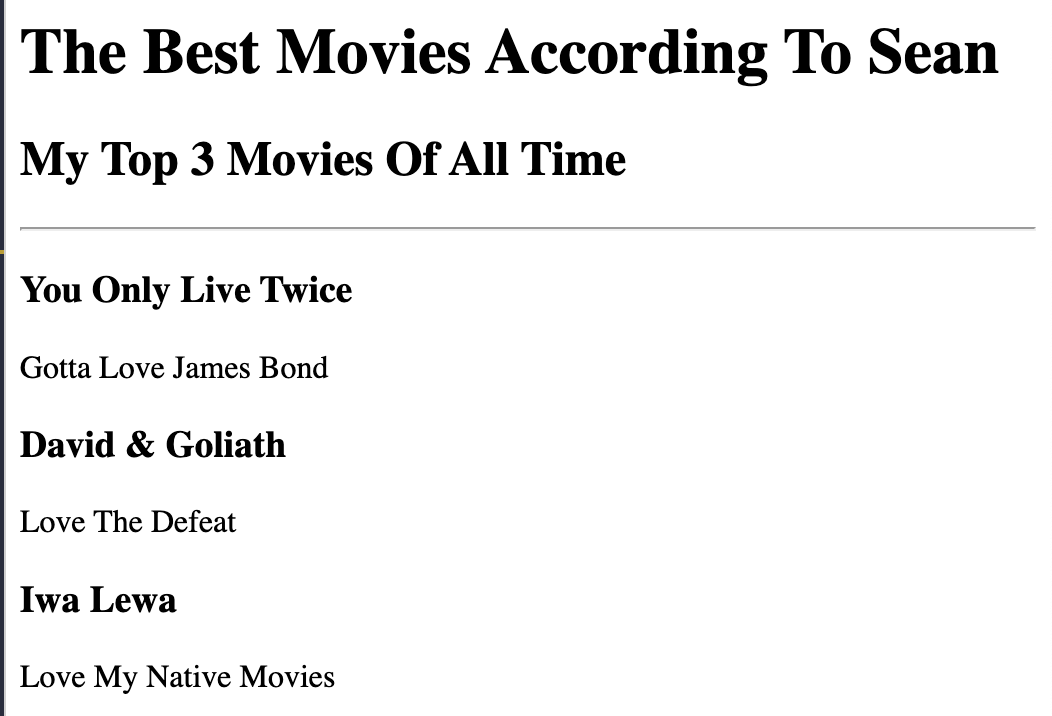 The Best Movies According To Sean
My Top 3 Movies Of All Time
You Only Live Twice
Gotta Love James Bond
David & Goliath
Love The Defeat
Iwa Lewa
Love My Native Movies